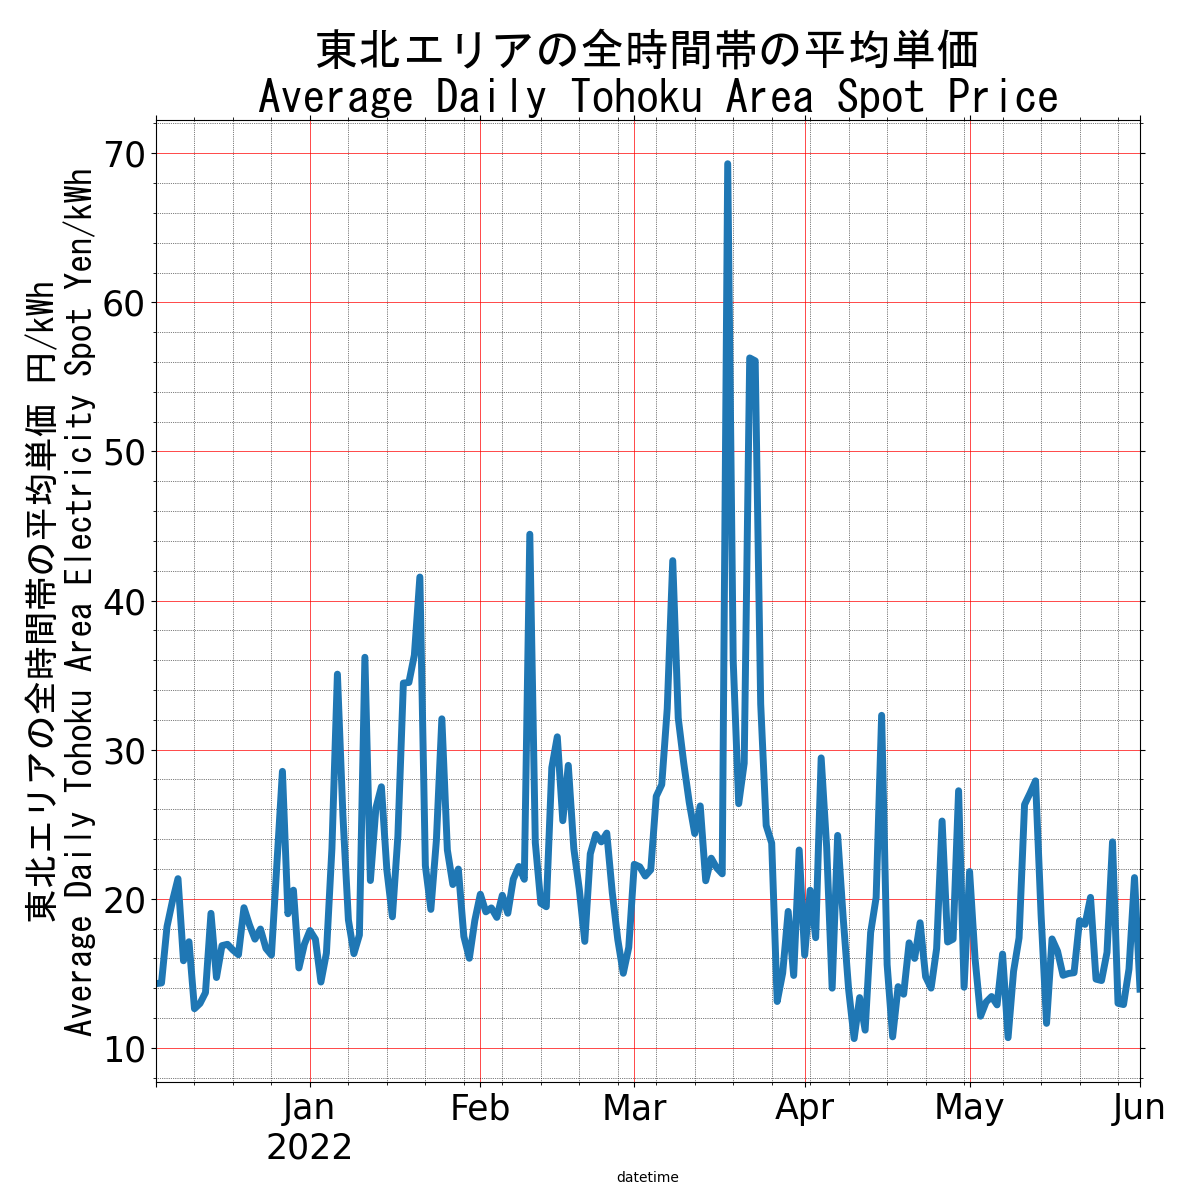 東北エリアの全時間帯の平均単価
Average Daily Tohoku Area Spot Price
東北エリアの全時間帯の平均単価 円/kWh
Average Daily Tohoku Area Electricity Spot Yen/kWh
70
60
50
40
30
20
10
Jan
2022
Feb
Mar
Apr
May
Jun
datetime